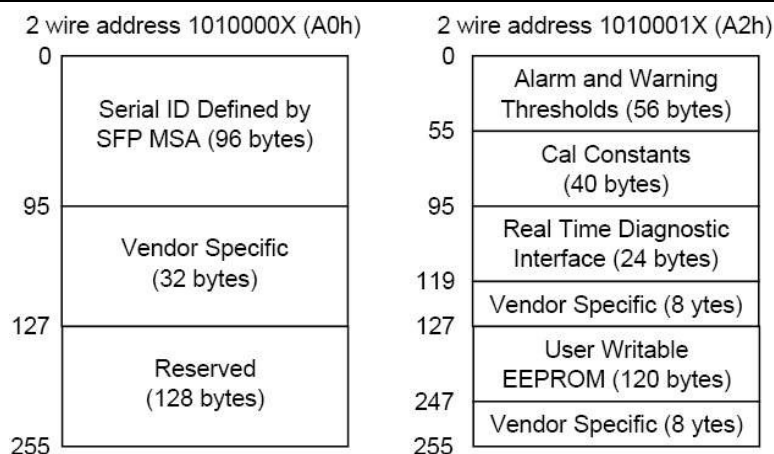 2 wire address 1010000X (A0h)
0
Serial ID Defined by
SFP MSA (96 bytes)
95
Vendor Specific
(32 bytes)
127
Reserved
(128 bytes)
255
2 wire address 1010001X (A2h)
0
Alarm and Warning
Thresholds (56 bytes)
55
Cal Constants
(40 bytes)
95
Real Time Diagnostic
Interface (24 bytes)
119
Vendor Specific (8 ytes)
127
User Writable
EEPROM (120 bytes)
247
Vendor Specific (8 ytes)
255